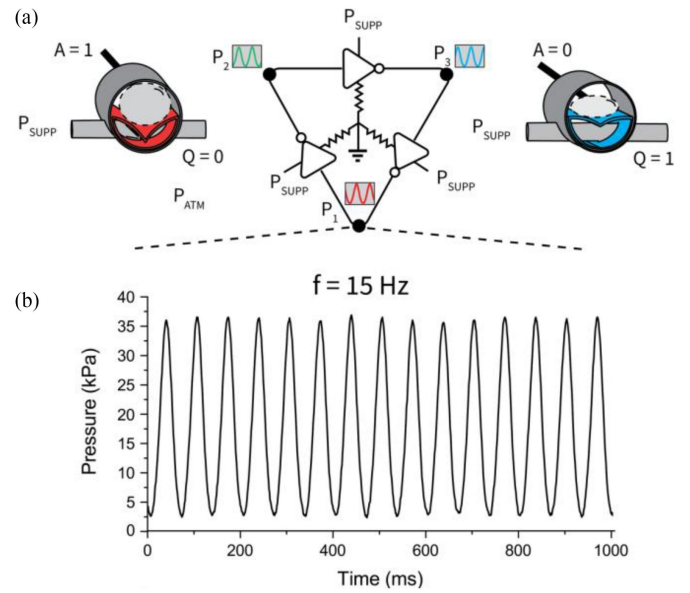 (a)
P_SUPP
A = 1
P_2
P_3
A = 0
P_SUPP
P_SUPP
Q = 0
P_SUPP
P_SUPP
Q = 1
P_ATM
P_1
(b)
f = 15 Hz
Pressure (kPa)
40
35
30
25
20
15
10
5
0
0 200 400 600 800 1000
Time (ms)